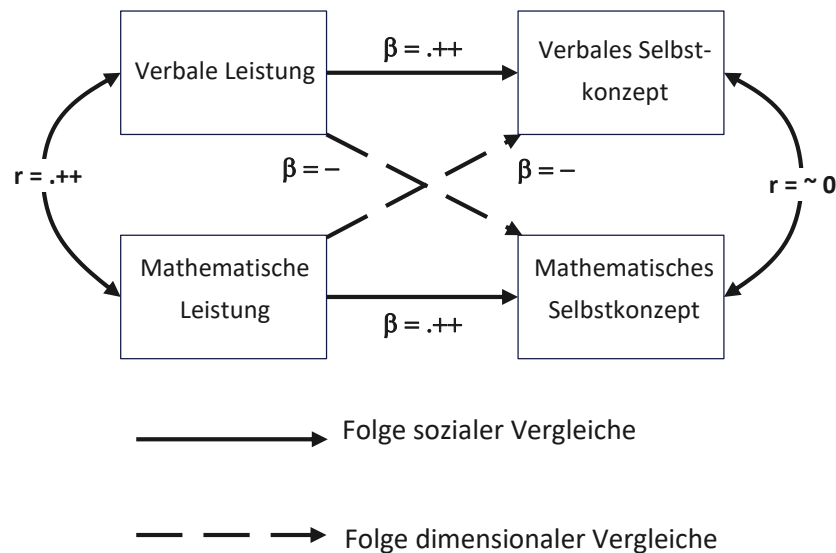 Verbale Leistung
β = .++
Verbales Selbst-
konzept
r = .++
β = –
β = –
r = ~ 0
Mathematische
Leistung
β = .++
Mathematisches
Selbstkonzept
Folge sozialer Vergleiche
Folge dimensionaler Vergleiche